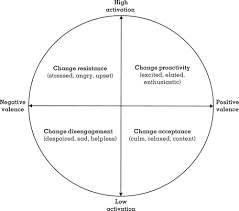 High
activation
Change resistance
(stressed, angry, upset)
Change proactivity
(excited, elated,
enthusiastic)
Negative
valence
Positive
valence
Change disengagement
(despaired, sad, helpless)
Change acceptance
(calm, relaxed, content)
Low
activation